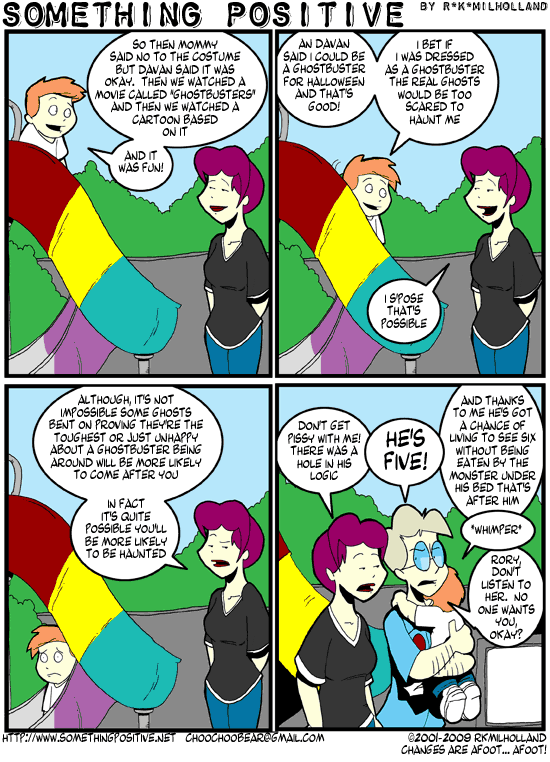 SOMETHING POSITIVE
BY R*K*MILHOLLAND
SO THEN MOMMY
SAID NO TO THE COSTUME
BUT DAVAN SAID IT WAS
OKAY. THEN WE WATCHED A
MOVIE CALLED "GHOSTBUSTERS"
AND THEN WE WATCHED A
CARTOON BASED
ON IT
AND IT
WAS FUN!
AN DAVAN
SAID I COULD BE
A GHOSTBUSTER
FOR HALLOWEEN
AND THAT'S
GOOD!
I BET IF
I WAS DRESSED
AS A GHOSTBUSTER
THE REAL GHOSTS
WOULD BE TOO
SCARED TO
HAUNT ME
I S'POSE
THAT'S
POSSIBLE
ALTHOUGH, IT'S NOT
IMPOSSIBLE SOME GHOSTS
BENT ON PROVING THEY'RE THE
TOUGHEST OR JUST UNHAPPY
ABOUT A GHOSTBUSTER BEING
AROUND WILL BE MORE LIKELY
TO COME AFTER YOU
IN FACT
IT'S QUITE
POSSIBLE YOU'LL
BE MORE LIKELY
TO BE HAUNTED
DON'T GET
PISSY WITH ME!
THERE WAS A
HOLE IN HIS
LOGIC
HE'S
FIVE!
AND THANKS
TO ME HE'S GOT
A CHANCE OF
LIVING TO SEE SIX
WITHOUT BEING
EATEN BY THE
MONSTER UNDER
HIS BED THAT'S
AFTER HIM
*WHIMPER*
RORY,
DON'T
LISTEN TO
HER. NO
ONE WANTS
YOU,
OKAY?
HTTP://WWW.SOMETHINGPOSITIVE.NET CHOOCHOOBEAR@GMAIL.COM
©2001-2009 RKMILHOLLAND
CHANGES ARE AFOOT... AFOOT!